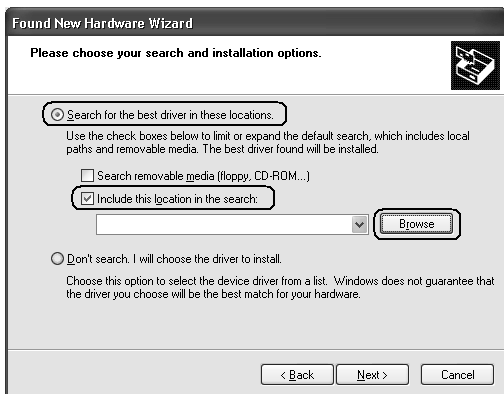 Found New Hardware Wizard
Please choose your search and installation options.
Search for the best driver in these locations.
Use the check boxes below to limit or expand the default search, which includes local
paths and removable media. The best driver found will be installed.
Search removable media (floppy, CD-ROM...)
Include this location in the search:
Browse
Don't search. I will choose the driver to install.
Choose this option to select the device driver from a list. Windows does not guarantee that
the driver you choose will be the best match for your hardware.
< Back
Next >
Cancel